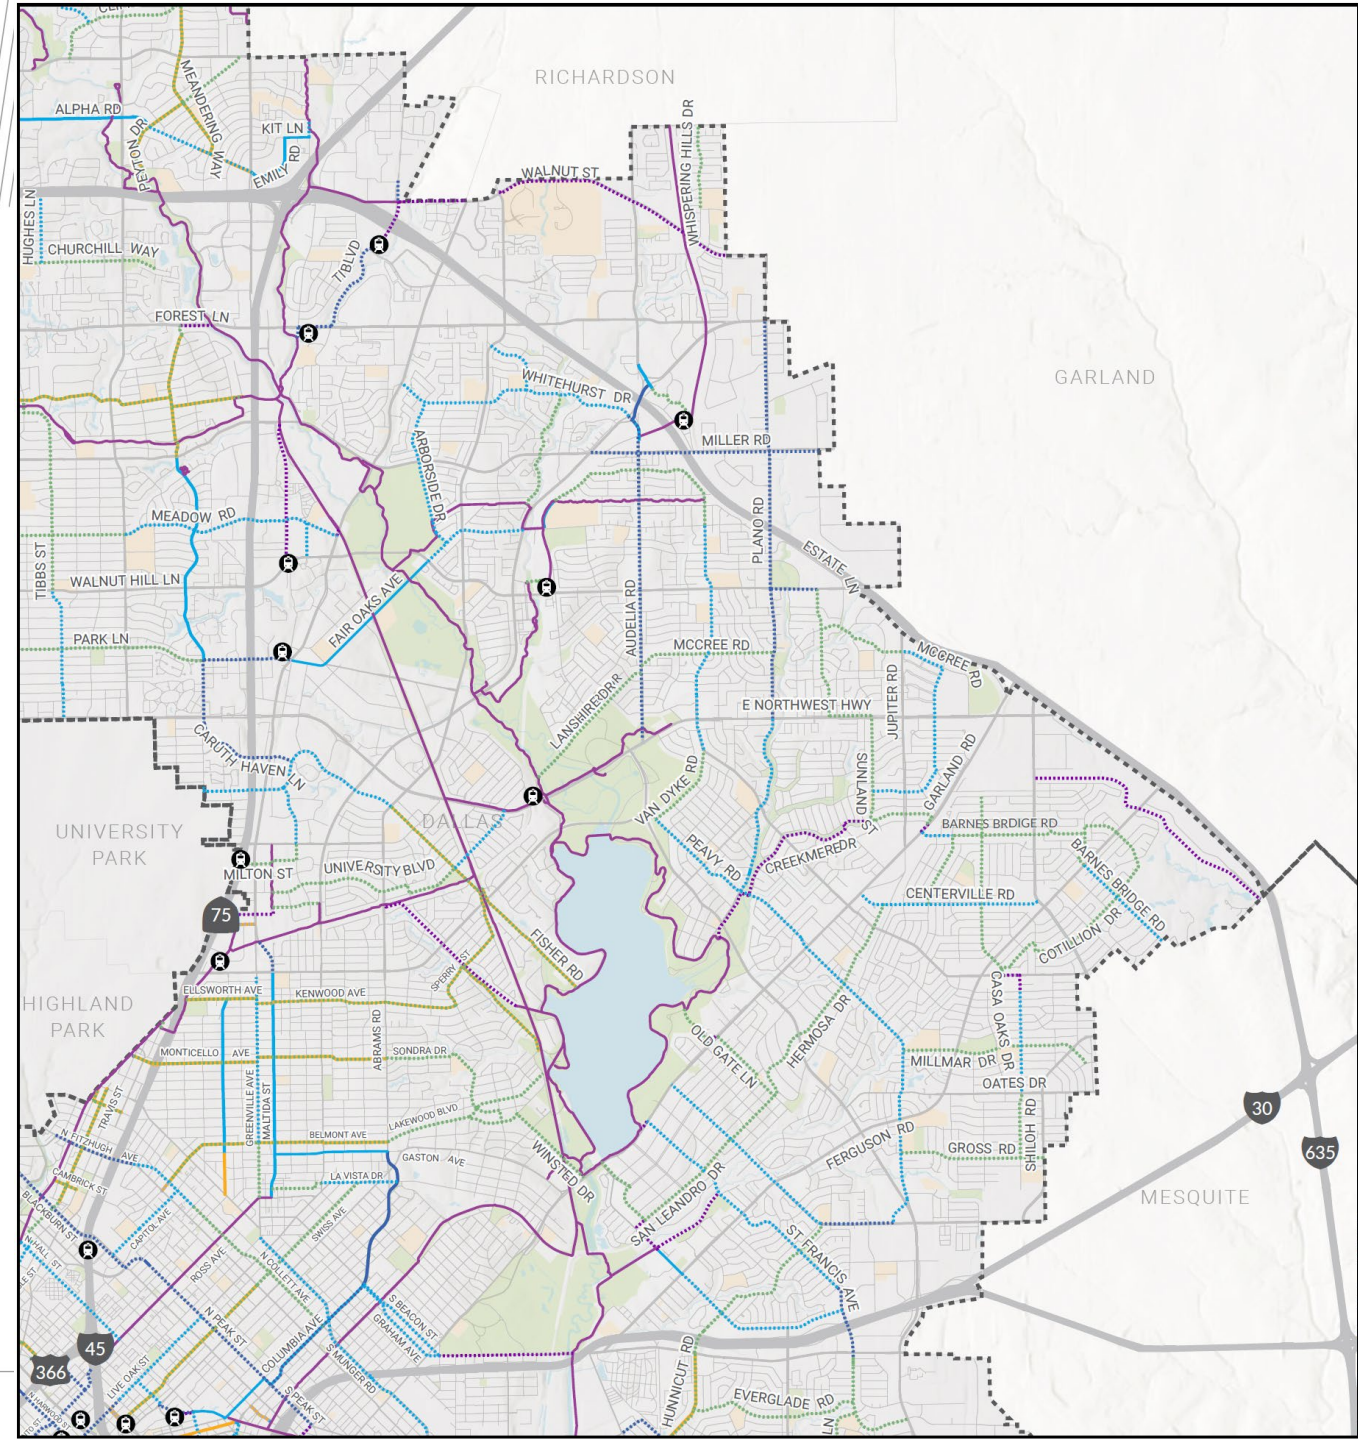 RICHARDSON
MEANDERING WAY
ALPHA RD
PEYTON DR
KIT LN
EMILY RD
WALNUT ST
WHISPERING HILLS DR
HUGHES LN
CHURCHILL WAY
TI BLVD
FOREST LN
GARLAND
WHITEHURST DR
MILLER RD
ARBORSIDE DR
MEADOW RD
PLANO RD
TIBBS ST
ESTATE LN
WALNUT HILL LN
FAIR OAKS AVE
AUDELIA RD
PARK LN
MCCREE RD
MCCREE RD
JUPITER RD
LANSHIRE DR R
E NORTHWEST HWY
CARUTH HAVEN LN
GARLAND RD
SUNLAND ST
VAN DYKE RD
DALLAS
UNIVERSITY
PARK
BARNES BRDIGE RD
PEAVY RD
CREEKMERE DR
BARNES BRIDGE RD
MILTON ST
UNIVERSITY BLVD
CENTERVILLE RD
75
FISHER RD
COTILLION DR
SPERRY ST
ELLSWORTH AVE
KENWOOD AVE
HIGHLAND
PARK
CASA OAKS DR
HERMOSA DR
ABRAMS RD
OLD GATE LN
MONTICELLO AVE
SONDRA DR
MILLMAR DR
OATES DR
TRAVIS ST
GREENVILLE AVE
MATILDA ST
LAKEWOOD BLVD
30
N FITZHUGH AVE
BELMONT AVE
SHILOH RD
FERGUSON RD
GROSS RD
635
GASTON AVE
WINSTED DR
CAMBRICK ST
LA VISTA DR
SAN LEANDRO DR
MESQUITE
BLACKBURN ST
CAPITOL AVE
SWISS AVE
N HALL ST
ROSS AVE
N COLLETT AVE
ST FRANCIS AVE
N PEAK ST
S BEACON ST
GRAHAM AVE
COLUMBIA AVE
45
HUNNICUT RD
366
LIVE OAK ST
S MUNGER RD
S PEAK ST
EVERGLADE RD
LN